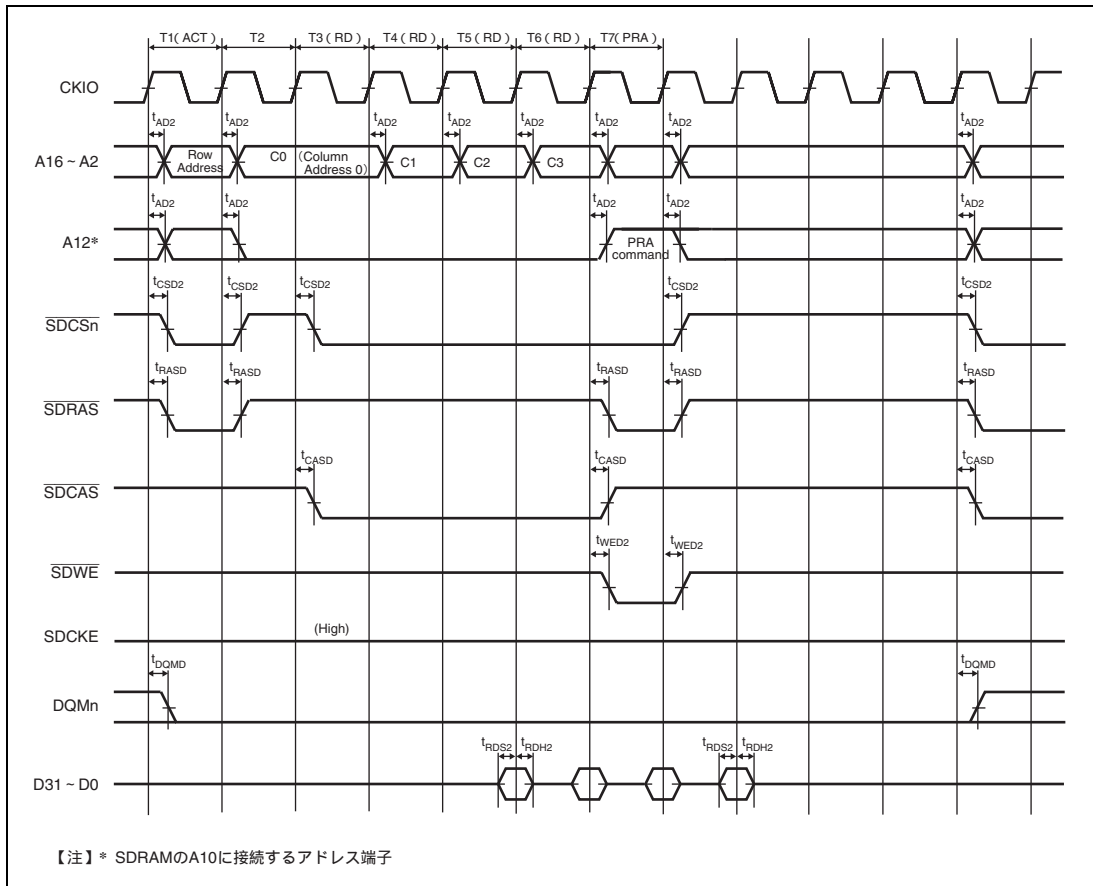 T1( ACT ) T2 T3 ( RD ) T4 ( RD ) T5 ( RD ) T6 ( RD ) T7( PRA )
CKIO
tAD2 tAD2 tAD2 tAD2 tAD2 tAD2 tAD2 tAD2
A16 ~ A2
Row Address
C0 (Column Address 0)
C1
C2
C3
tAD2 tAD2 tAD2 tAD2 tAD2
A12*
PRA command
tCSD2 tCSD2 tCSD2 tCSD2 tCSD2
SDCSn
tRASD tRASD tRASD tRASD tRASD
SDRAS
tCASD tCASD tCASD
SDCAS
tWED2 tWED2
SDWE
SDCKE
(High)
tDQMD tDQMD
DQMn
tRDS2 tRDH2 tRDS2 tRDH2
D31 ~ D0
【注】* SDRAMのA10に接続するアドレス端子